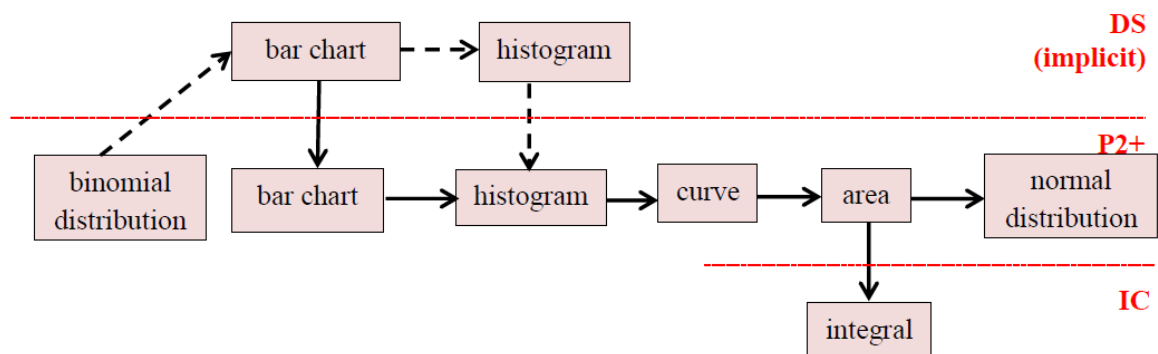 bar chart
histogram
DS
(implicit)
P2+
binomial
distribution
bar chart
histogram
curve
area
normal
distribution
IC
integral